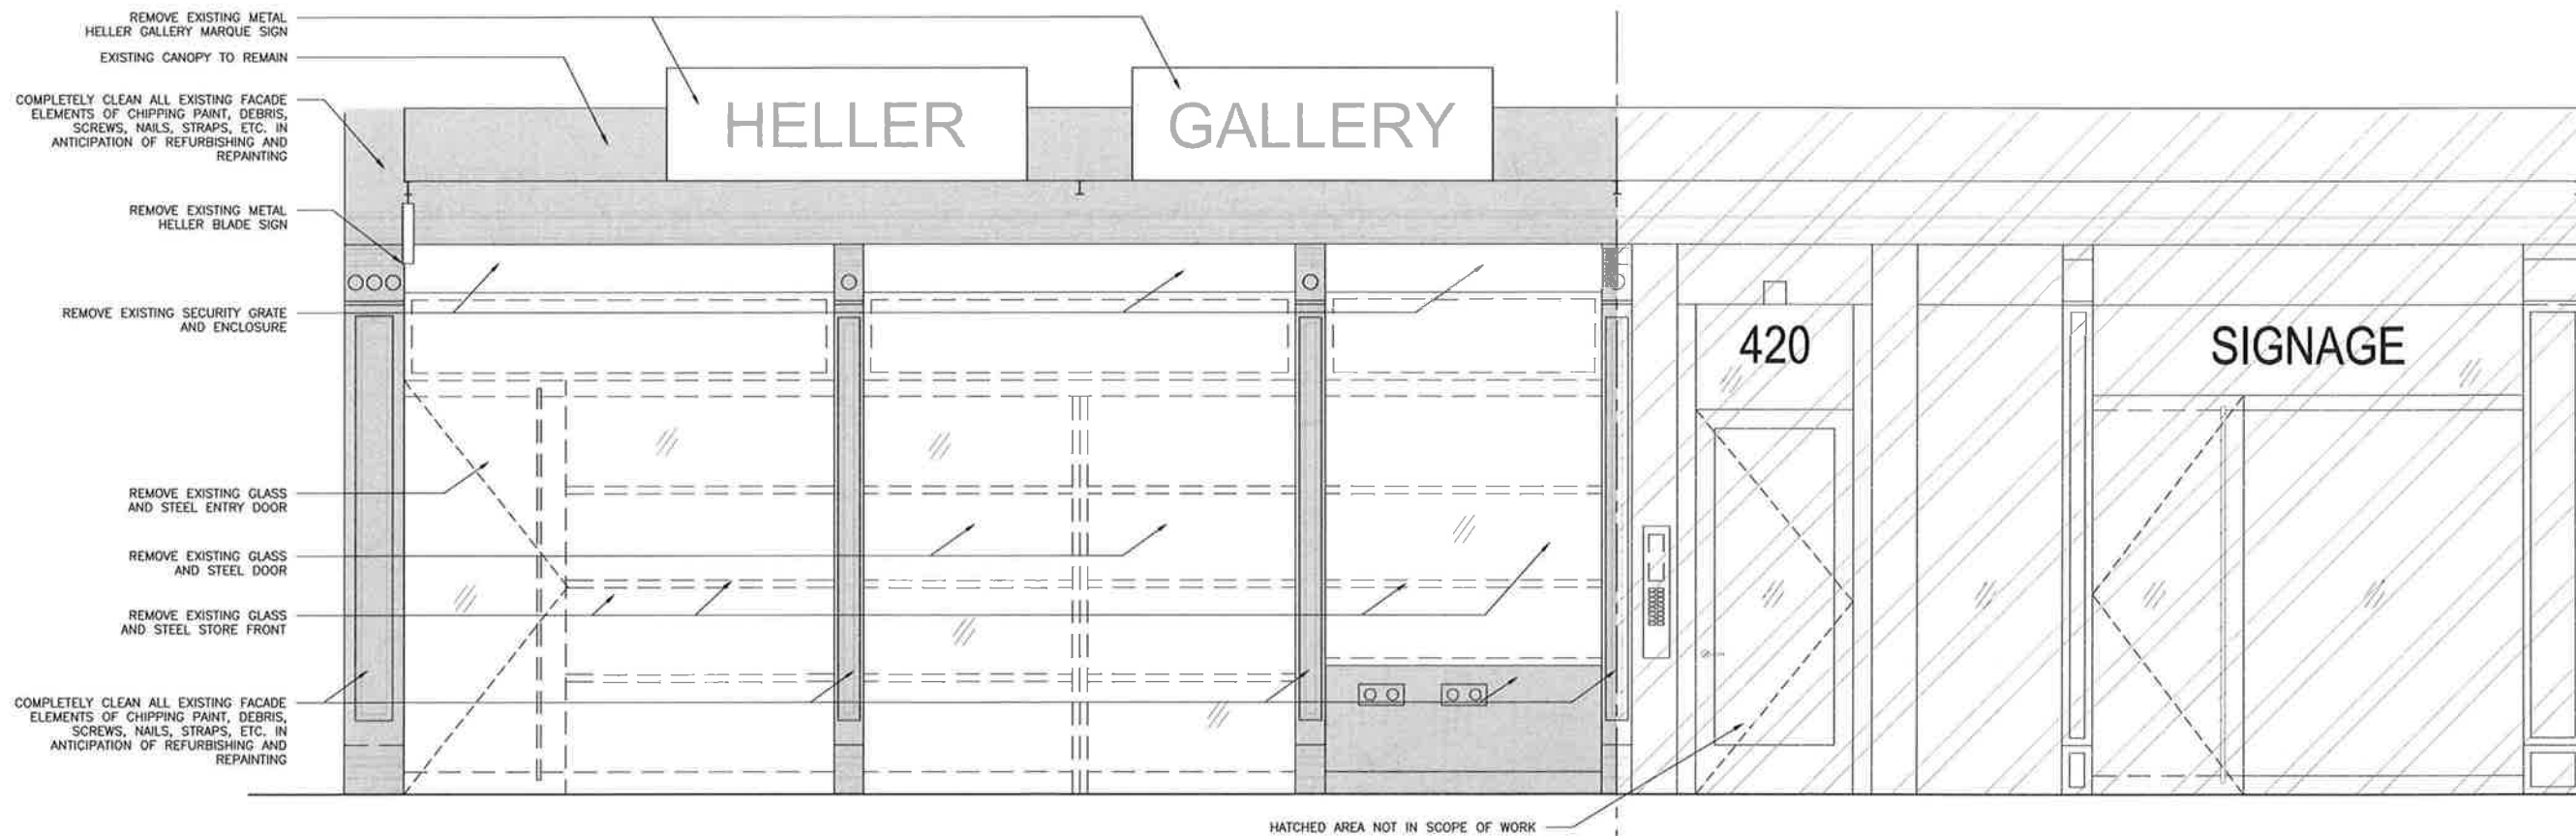 REMOVE EXISTING METAL
HELLER GALLERY MARQUE SIGN
EXISTING CANOPY TO REMAIN
COMPLETELY CLEAN ALL EXISTING FACADE
ELEMENTS OF CHIPPING PAINT, DEBRIS,
SCREWS, NAILS, STRAPS, ETC. IN
ANTICIPATION OF REFURBISHING AND
REPAINTING
HELLER GALLERY
REMOVE EXISTING METAL
HELLER BLADE SIGN
REMOVE EXISTING SECURITY GRATE
AND ENCLOSURE
420
SIGNAGE
REMOVE EXISTING GLASS
AND STEEL ENTRY DOOR
REMOVE EXISTING GLASS
AND STEEL DOOR
REMOVE EXISTING GLASS
AND STEEL STORE FRONT
COMPLETELY CLEAN ALL EXISTING FACADE
ELEMENTS OF CHIPPING PAINT, DEBRIS,
SCREWS, NAILS, STRAPS, ETC. IN
ANTICIPATION OF REFURBISHING AND
REPAINTING
HATCHED AREA NOT IN SCOPE OF WORK